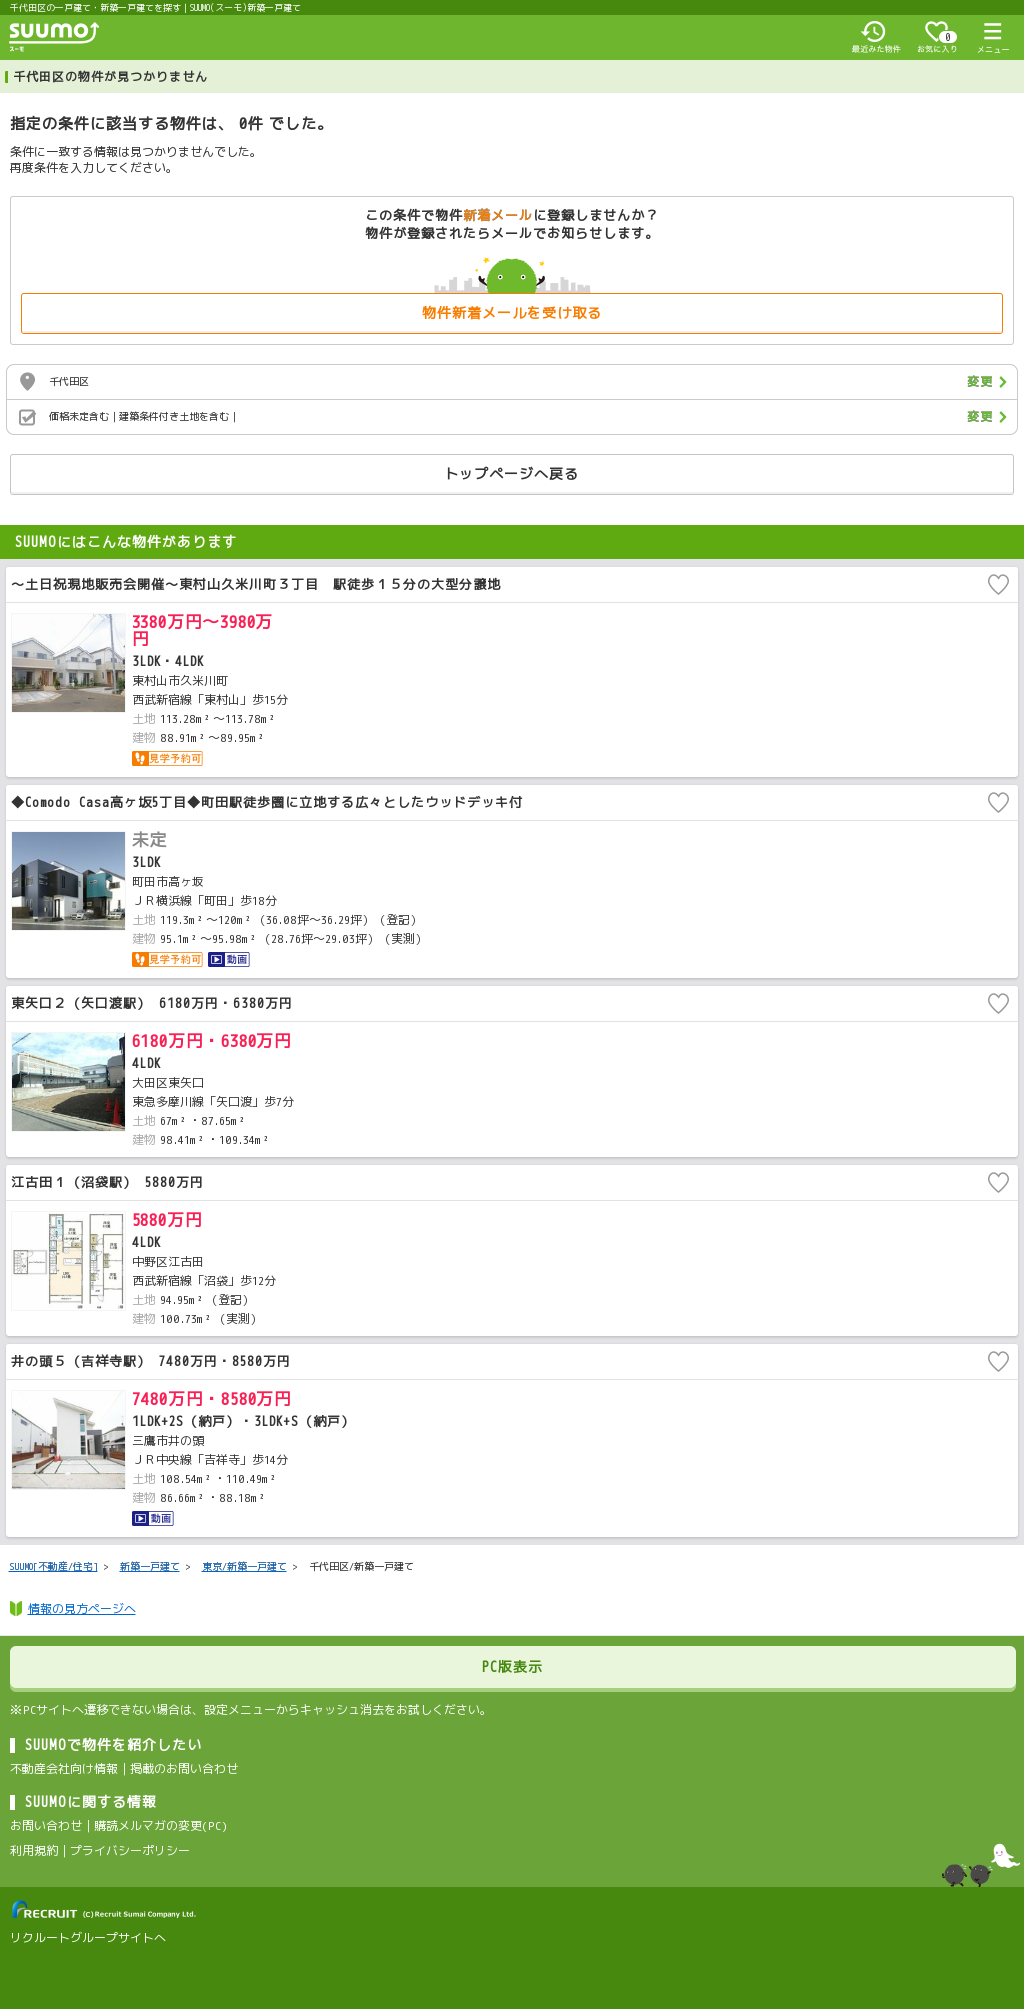 千代田区の一戸建て・新築一戸建てを探す｜SUUMO(スーモ)新築一戸建て
suumo
スーモ
最近みた物件
0
お気に入り
メニュー
千代田区の物件が見つかりません
指定の条件に該当する物件は、 0件 でした。
条件に一致する情報は見つかりませんでした。
再度条件を入力してください。
この条件で物件新着メールに登録しませんか？
物件が登録されたらメールでお知らせします。
物件新着メールを受け取る
千代田区
変更
価格未定含む｜建築条件付き土地を含む｜
変更
トップページへ戻る
SUUMOにはこんな物件があります
～土日祝現地販売会開催～東村山久米川町３丁目　駅徒歩１５分の大型分譲地
3380万円～3980万
円
3LDK・4LDK
東村山市久米川町
西武新宿線「東村山」歩15分
土地 113.28m²～113.78m²
建物 88.91m²～89.95m²
見学予約可
◆Comodo Casa高ヶ坂5丁目◆町田駅徒歩圏に立地する広々としたウッドデッキ付
未定
3LDK
町田市高ヶ坂
ＪＲ横浜線「町田」歩18分
土地 119.3m²～120m²（36.08坪～36.29坪）（登記）
建物 95.1m²～95.98m²（28.76坪～29.03坪）（実測）
見学予約可 動画
東矢口２（矢口渡駅） 6180万円・6380万円
6180万円・6380万円
4LDK
大田区東矢口
東急多摩川線「矢口渡」歩7分
土地 67m²・87.65m²
建物 98.41m²・109.34m²
江古田１（沼袋駅） 5880万円
5880万円
4LDK
中野区江古田
西武新宿線「沼袋」歩12分
土地 94.95m²（登記）
建物 100.73m²（実測）
井の頭５（吉祥寺駅） 7480万円・8580万円
7480万円・8580万円
1LDK+2S（納戸）・3LDK+S（納戸）
三鷹市井の頭
ＪＲ中央線「吉祥寺」歩14分
土地 108.54m²・110.49m²
建物 86.66m²・88.18m²
動画
SUUMO[不動産/住宅] > 新築一戸建て > 東京/新築一戸建て > 千代田区/新築一戸建て
情報の見方ページへ
PC版表示
※PCサイトへ遷移できない場合は、設定メニューからキャッシュ消去をお試しください。
SUUMOで物件を紹介したい
不動産会社向け情報｜掲載のお問い合わせ
SUUMOに関する情報
お問い合わせ｜購読メルマガの変更(PC)
利用規約｜プライバシーポリシー
RECRUIT (C)Recruit Sumai Company Ltd.
リクルートグループサイトへ